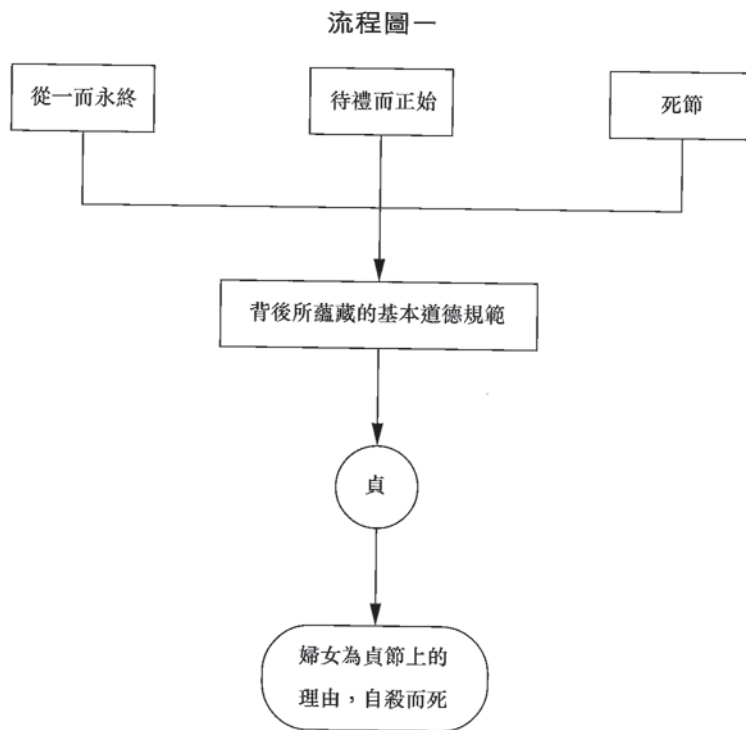 流程圖一
從一而永終
待禮而正始
死節
背後所蘊藏的基本道德規範
貞
婦女為貞節上的
理由，自殺而死